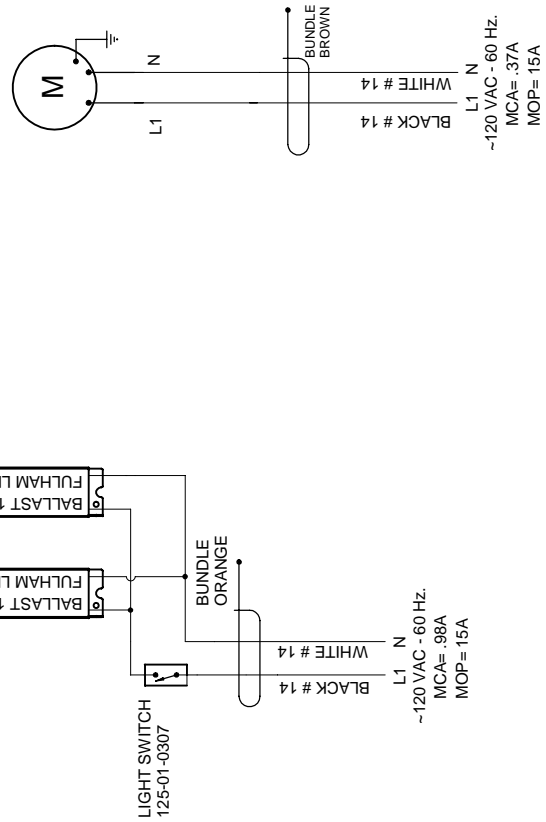 M
L1
N
BUNDLE
BROWN
BLACK # 14
WHITE # 14
L1 N
~120 VAC - 60 Hz.
MCA= .37A
MOP= 15A
BALLAST 1
FULHAM
BALLAST 1
FULHAM
LIGHT SWITCH
125-01-0307
BUNDLE
ORANGE
BLACK # 14
WHITE # 14
L1 N
~120 VAC - 60 Hz.
MCA= .98A
MOP= 15A